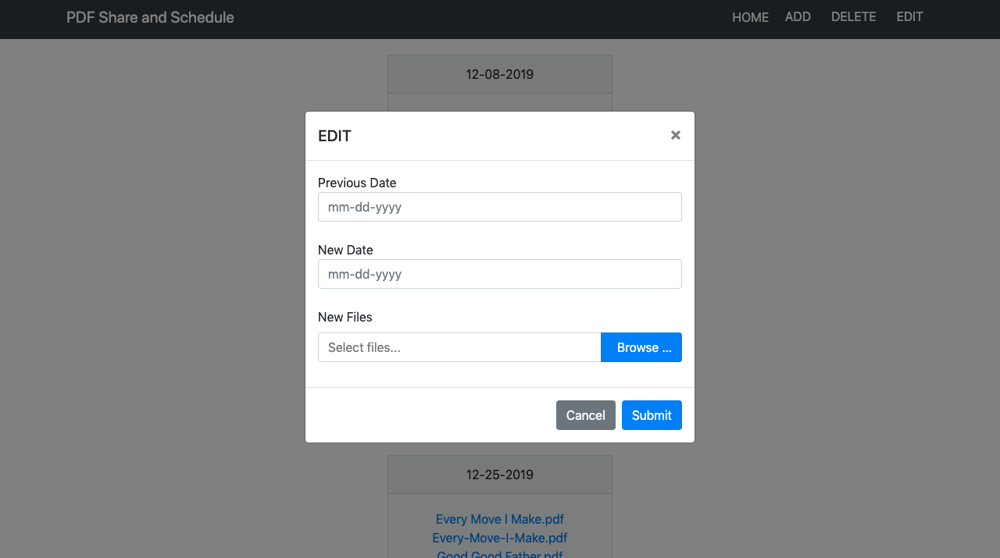 PDF Share and Schedule
HOME ADD DELETE EDIT
12-08-2019
EDIT
×
Previous Date
mm-dd-yyyy
New Date
mm-dd-yyyy
New Files
Select files...
Browse ...
Cancel Submit
12-25-2019
Every Move I Make.pdf
Every-Move-I-Make.pdf
Good Good Father.pdf